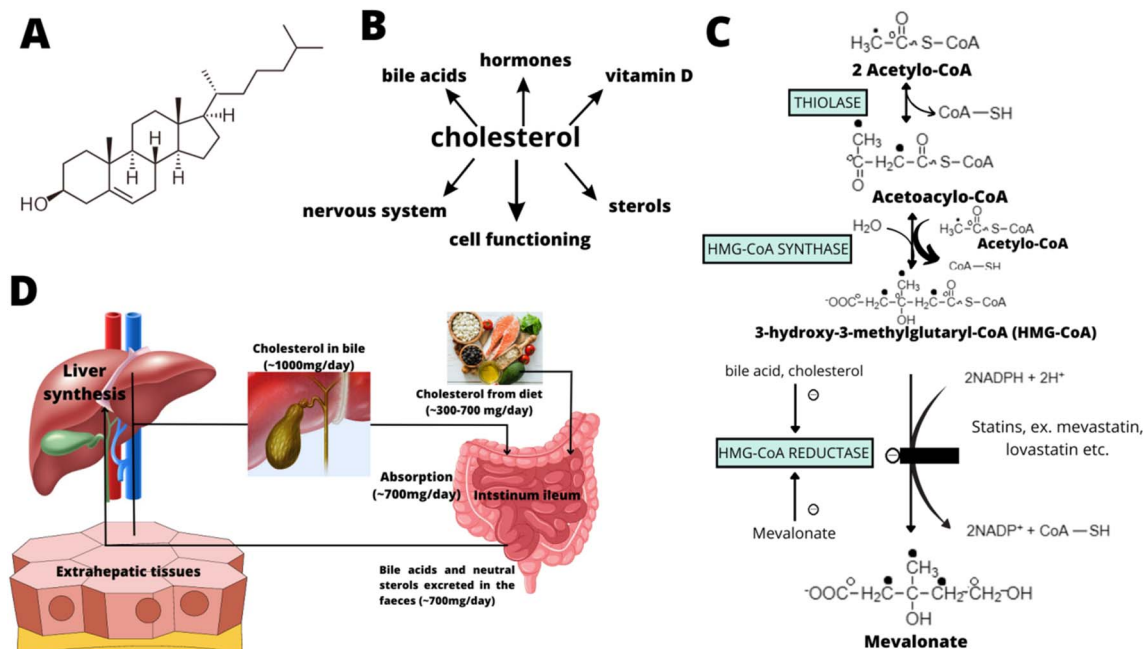 A
HO
H
H
H
H
B
hormones
bile acids
vitamin D
cholesterol
nervous system
sterols
cell functioning
C
H₃C–C~S–CoA
O
2 Acetylo-CoA
THIOLASE
CoA—SH
CH₃
C–H₂C–C~S–CoA
O
O
Acetoacylo-CoA
H₂O
O
H₃C–C~S–CoA
Acetylo-CoA
HMG-CoA SYNTHASE
CoA—SH
CH₃
O
⁻OOC–H₂C–C–H₂C–C~S–CoA
OH
3-hydroxy-3-methylglutaryl-CoA (HMG-CoA)
bile acid, cholesterol
2NADPH + 2H⁺
Statins, ex. mevastatin,
lovastatin etc.
HMG-CoA REDUCTASE
Mevalonate
2NADP⁺ + CoA —SH
CH₃
⁻OOC–H₂C–C–CH₂–CH₂–OH
OH
Mevalonate
D
Liver
synthesis
Cholesterol in bile
(~1000mg/day)
Cholesterol from diet
(~300-700 mg/day)
Absorption
(~700mg/day)
Intstinum ileum
Extrahepatic tissues
Bile acids and neutral
sterols excreted in the
faeces (~700mg/day)